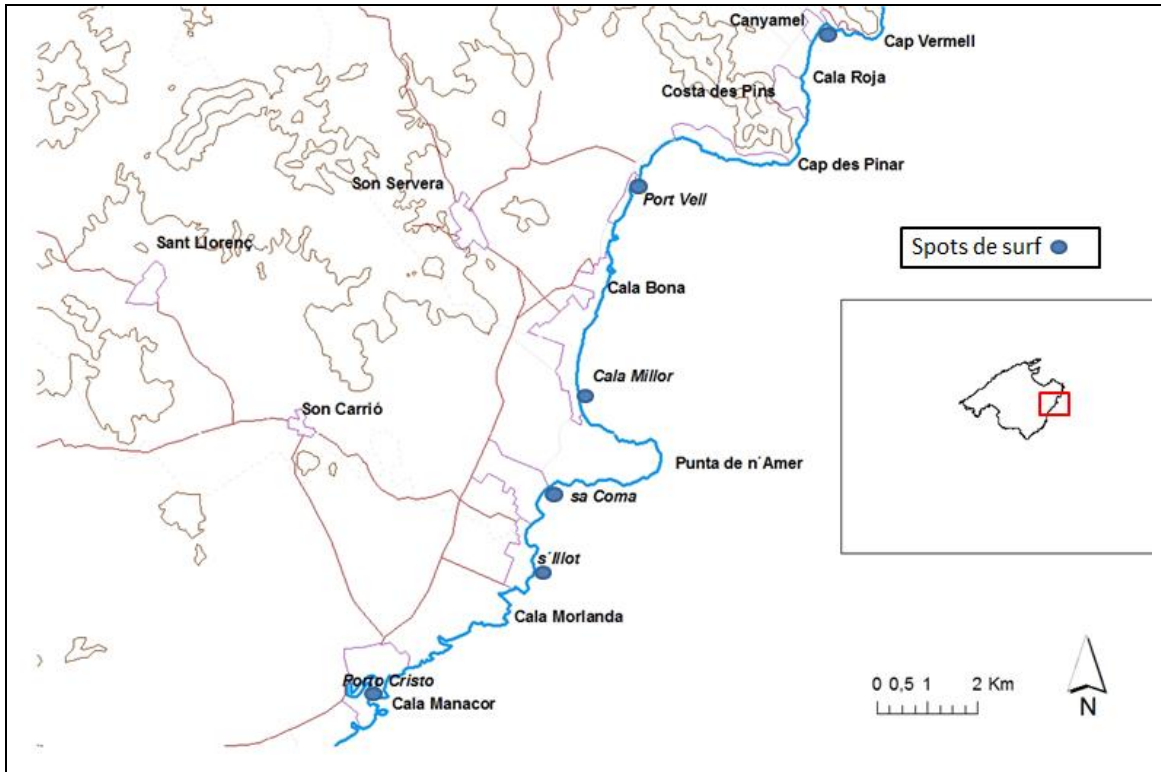 Canyamel
Cap Vermell
Cala Roja
Costa des Pins
Cap des Pinar
Son Servera
Port Vell
Sant Llorenç
Spots de surf
Cala Bona
Cala Millor
Son Carrió
Punta de n´Amer
sa Coma
s´Illot
Cala Morlanda
Porto Cristo
Cala Manacor
0 0,5 1 2 Km
N